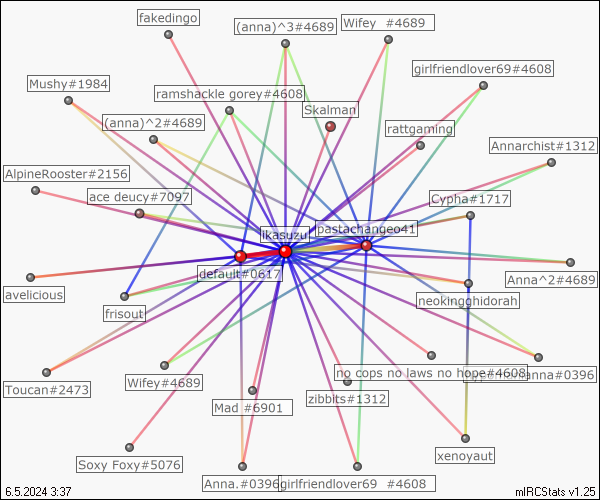 fakedingo
(anna)^3#4689
Wifey  #4689
girlfriendlover69#4608
Mushy#1984
ramshackle gorey#4608
Skalman
(anna)^2#4689
rattgaming
Annarchist#1312
AlpineRooster#2156
ace deucy#7097
Cypha#1717
ikasuzu
pastachangeo41
default#0617
Anna^2#4689
avelicious
neokingghidorah
frisout
no cops no laws no hope#4608
anna#0396
Toucan#2473
Wifey#4689
zibbits#1312
Mad #6901
xenoyaut
Soxy Foxy#5076
Anna.#0396
girlfriendlover69  #4608
6.5.2024 3:37
mIRCStats v1.25